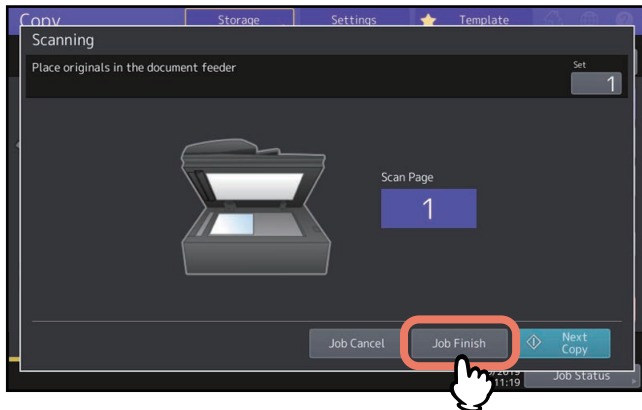 Copy Storage Settings Template
Scanning
Place originals in the document feeder
Set
1
Scan Page
1
Job Cancel Job Finish Next
Copy
/2019
11:19 Job Status